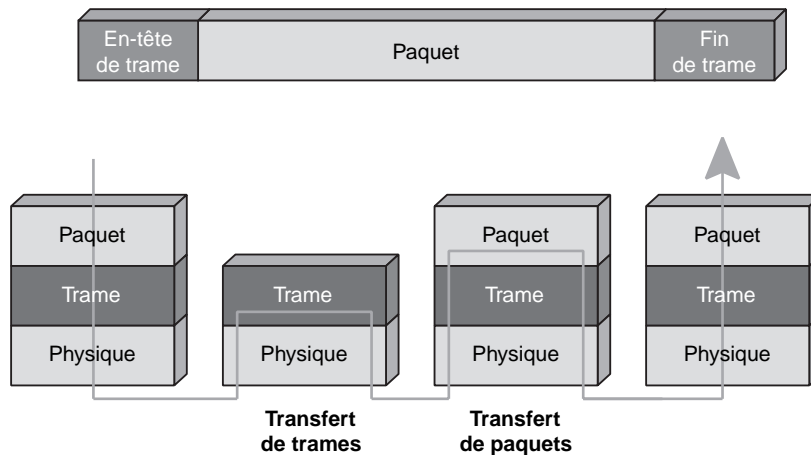 En-tête
de trame
Paquet
Fin
de trame
Paquet
Trame
Physique
Trame
Physique
Paquet
Trame
Physique
Paquet
Trame
Physique
Transfert
de trames
Transfert
de paquets